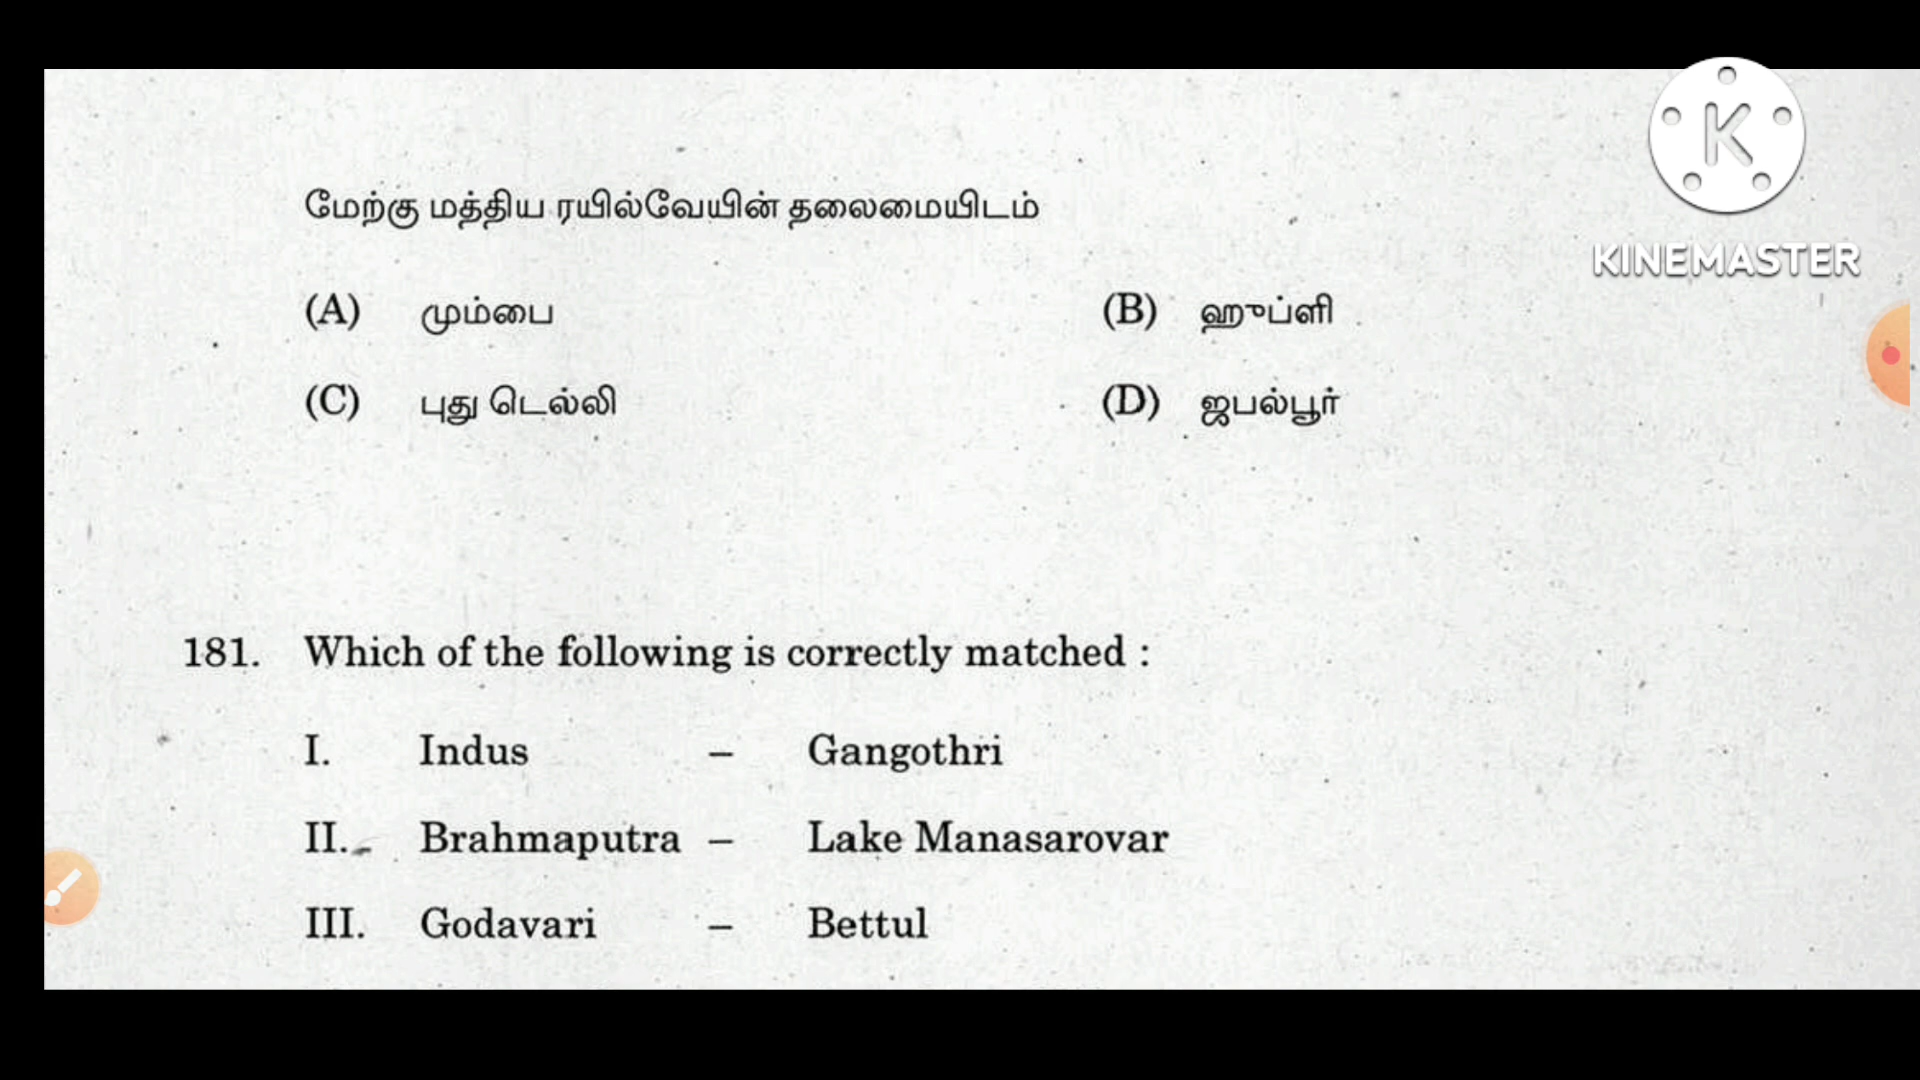 மேற்கு மத்திய ரயில்வேயின் தலைமையிடம்
(A) மும்பை (B) ஹுப்ளி
(C) புது டெல்லி (D) ஜபல்பூர்
K
KINEMASTER
181. Which of the following is correctly matched :
I. Indus – Gangothri
II. Brahmaputra – Lake Manasarovar
III. Godavari – Bettul